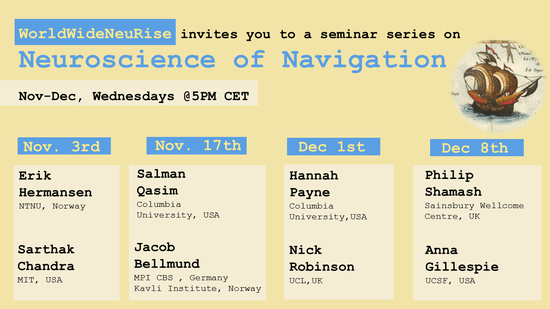 WorldWideNeuRise invites you to a seminar series on
Neuroscience of Navigation
Nov-Dec, Wednesdays @5PM CET
Nov. 3rd
Erik
Hermansen
NTNU, Norway
Sarthak
Chandra
MIT, USA
Nov. 17th
Salman
Qasim
Columbia
University, USA
Jacob
Bellmund
MPI CBS , Germany
Kavli Institute, Norway
Dec 1st
Hannah
Payne
Columbia
University,USA
Nick
Robinson
UCL,UK
Dec 8th
Philip
Shamash
Sainsbury Wellcome
Centre, UK
Anna
Gillespie
UCSF, USA